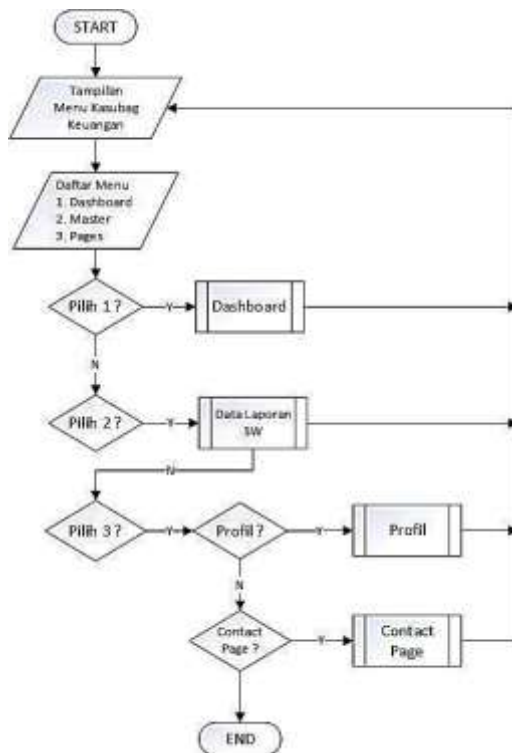 START
Tampilan
Menu Kasubag
Keuangan
Daftar Menu
1. Dashboard
2. Master
3. Pages
Pilih 1 ?
Y
Dashboard
N
Pilih 2 ?
Y
Data Laporan
SW
N
Pilih 3 ?
Y
Profil ?
Y
Profil
N
Contact
Page ?
Y
Contact
Page
END